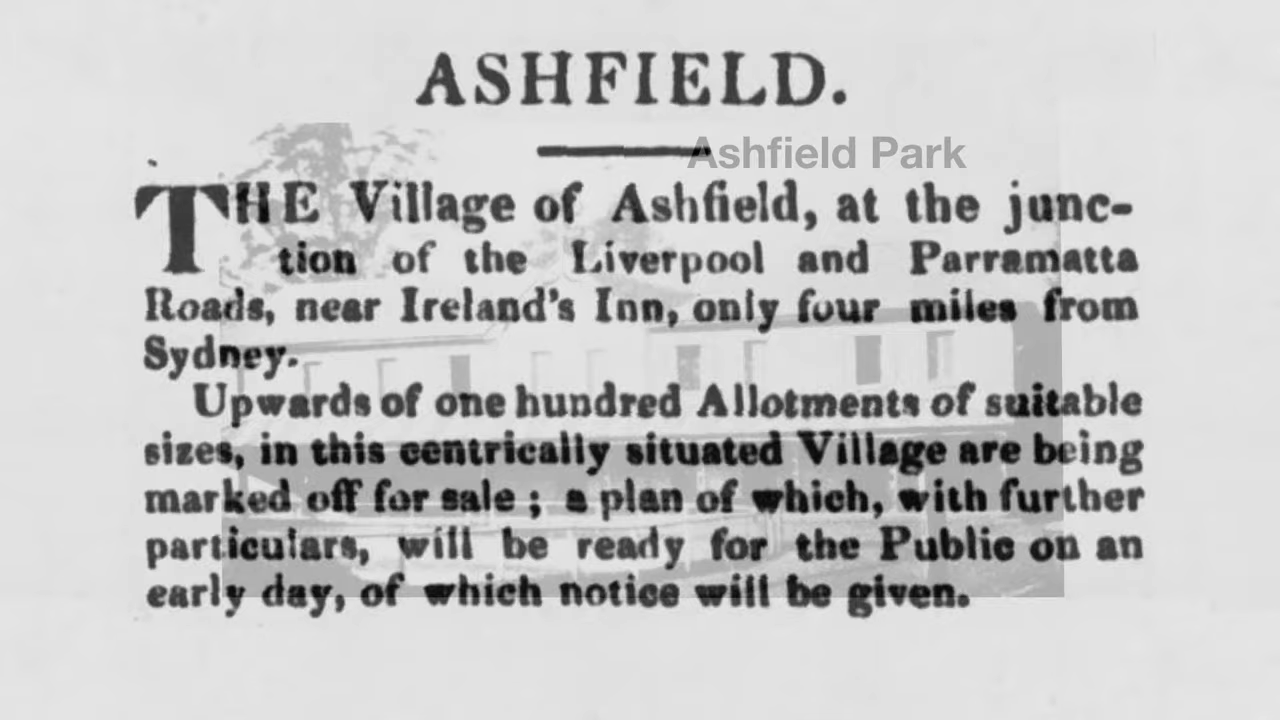 ASHFIELD.
Ashfield Park
THE Village of Ashfield, at the junc-
tion of the Liverpool and Parramatta
Roads, near Ireland's Inn, only four miles from
Sydney.
Upwards of one hundred Allotments of suitable
sizes, in this centrically situated Village are being
marked off for sale ; a plan of which, with further
particulars, will be ready for the Public on an
early day, of which notice will be given.